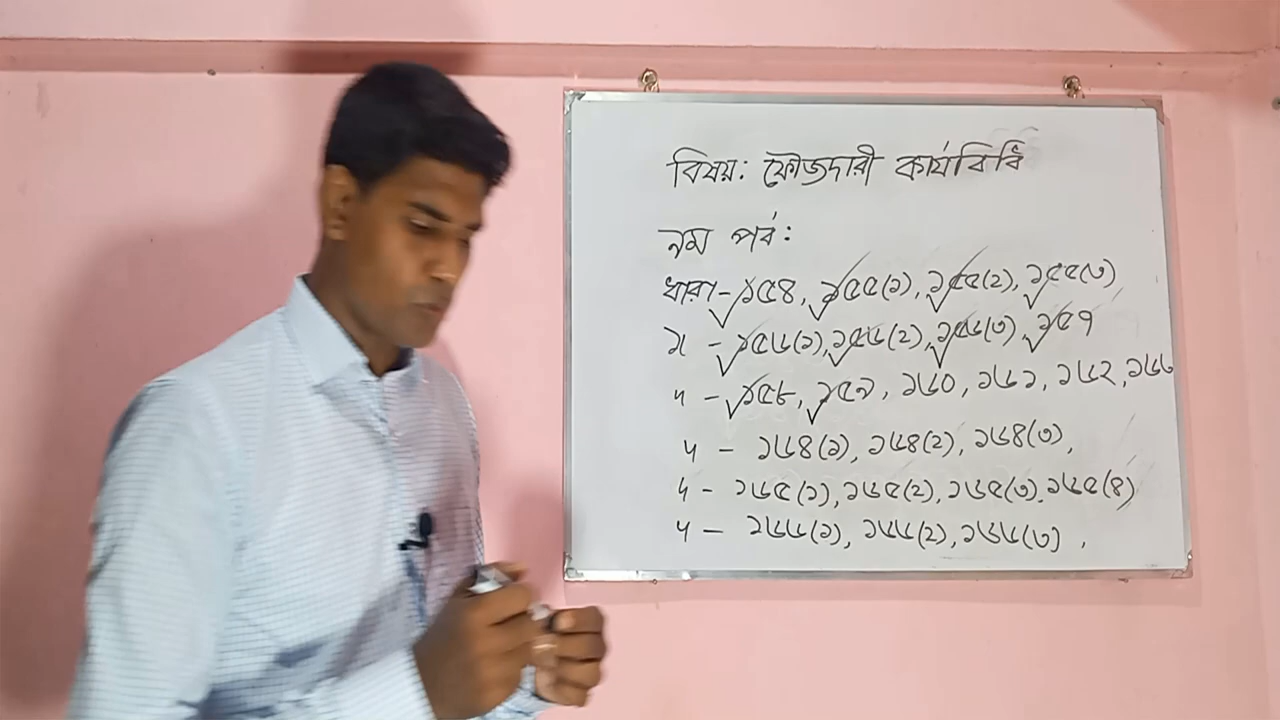 বিষয়: ফৌজদারী কার্যবিধি
নম পর্ব:
ধারা - ১৫৪, ১৫৫(১), ১৫৫(২), ১৫৫(৩)
" - ১৫৬(১), ১৫৬(২), ১৫৬(৩), ১৫৭
" - ১৫৮, ১৫৯, ১৬০, ১৬১, ১৬২, ১৬৩
" - ১৬৪(১), ১৬৪(২), ১৬৪(৩),
" - ১৬৫(১), ১৬৫(২), ১৬৫(৩), ১৬৫(৪)
" - ১৬৬(১), ১৬৬(২), ১৬৬(৩),